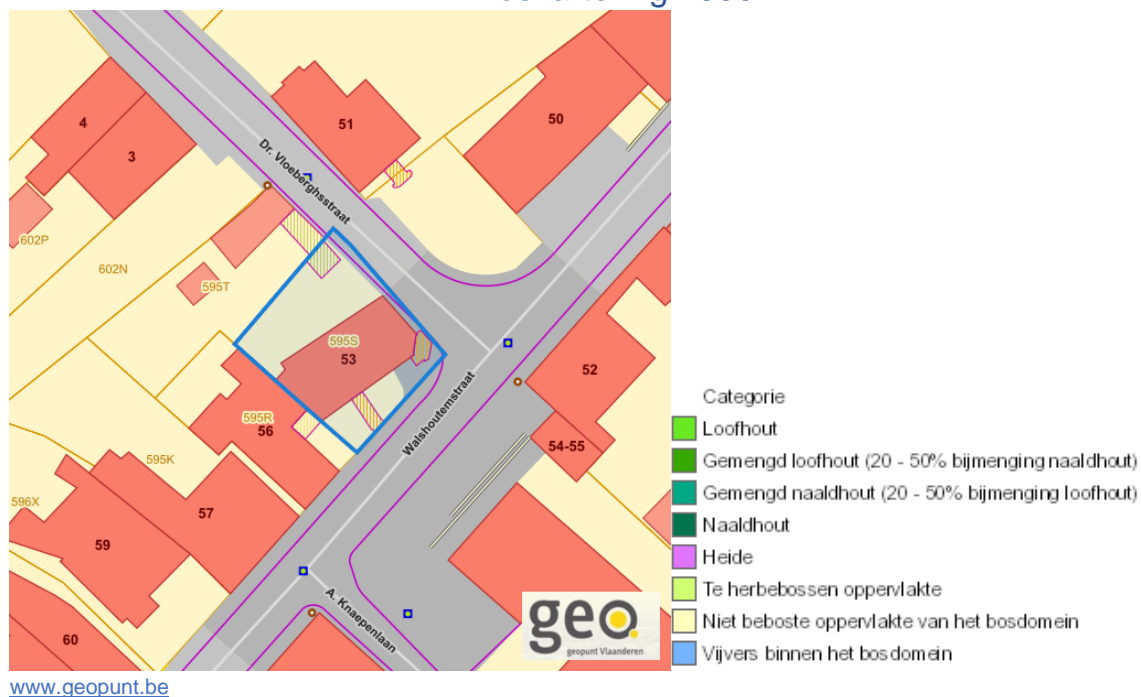 4
3
51
50
Dr. Vloeberghsstraat
602P
602N
595T
595S
53
52
Walshoutemstraat
595R
56
54-55
595K
596X
57
59
A. Knaepenlaan
60
geo
geopunt Vlaanderen
Categorie
Loofhout
Gemengd loofhout (20 - 50% bijmenging naaldhout)
Gemengd naaldhout (20 - 50% bijmenging loofhout)
Naaldhout
Heide
Te herbebossen oppervlakte
Niet beboste oppervlakte van het bosdomein
Vijvers binnen het bosdomein
www.geopunt.be